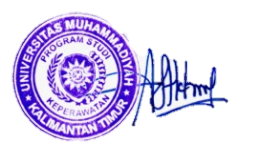 UNIVERSITAS MUHAMMADIYAH
PROGRAM STUDI
KEPERAWATAN
KALIMANTAN TIMUR